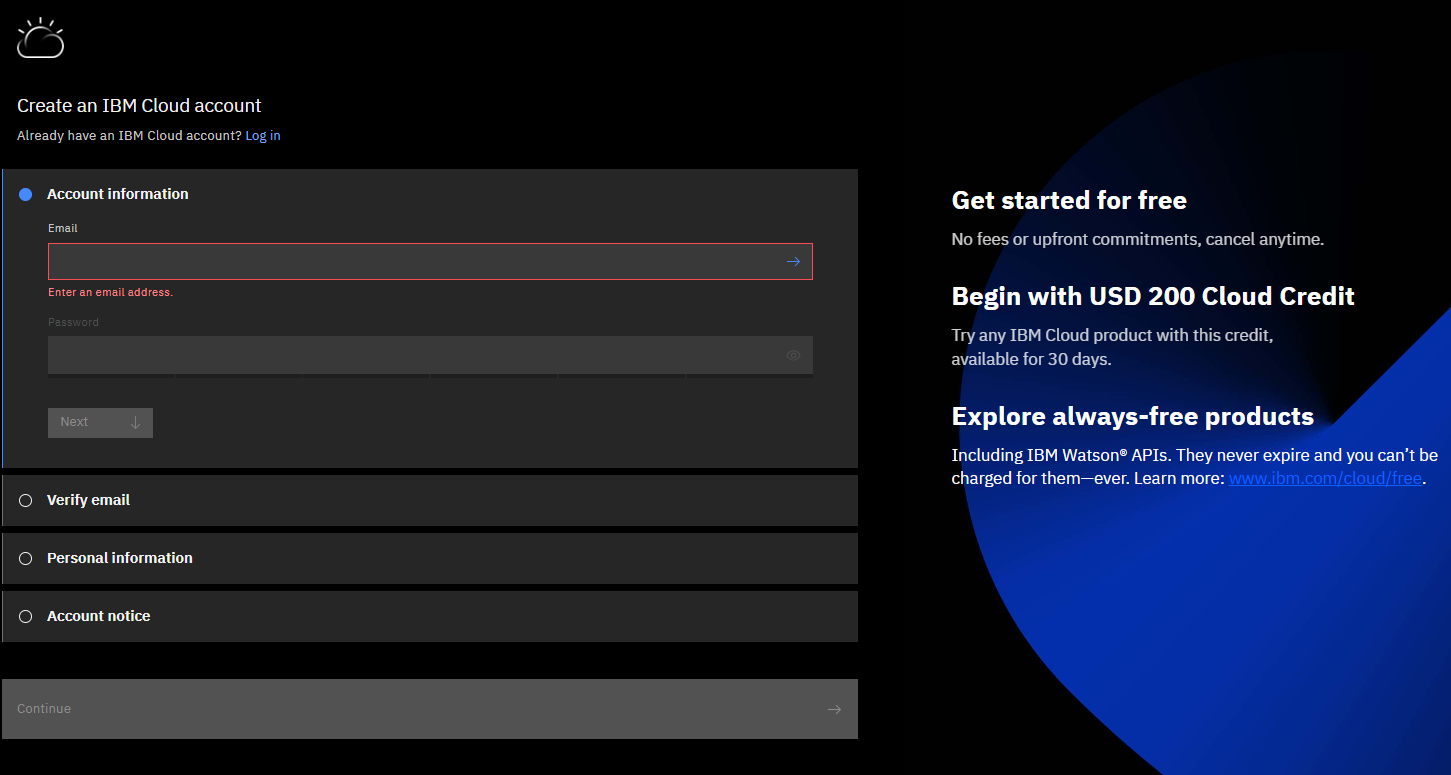 Create an IBM Cloud account
Already have an IBM Cloud account? Log in
Account information
Email
Enter an email address.
Password
Next
Verify email
Personal information
Account notice
Continue
Get started for free
No fees or upfront commitments, cancel anytime.
Begin with USD 200 Cloud Credit
Try any IBM Cloud product with this credit,
available for 30 days.
Explore always-free products
Including IBM Watson® APIs. They never expire and you can’t be
charged for them—ever. Learn more: www.ibm.com/cloud/free.